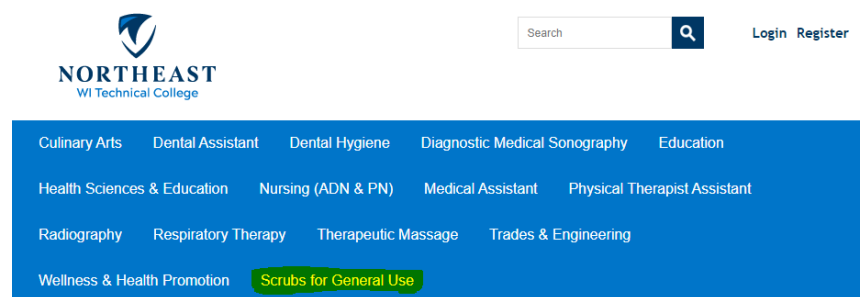 Search
Login Register
NORTHEAST
WI Technical College
Culinary Arts Dental Assistant Dental Hygiene Diagnostic Medical Sonography Education
Health Sciences & Education Nursing (ADN & PN) Medical Assistant Physical Therapist Assistant
Radiography Respiratory Therapy Therapeutic Massage Trades & Engineering
Wellness & Health Promotion Scrubs for General Use